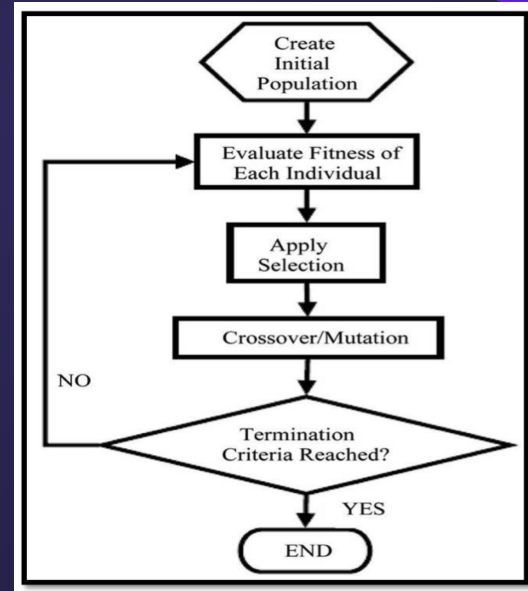 Create
Initial
Population
Evaluate Fitness of
Each Individual
Apply
Selection
Crossover/Mutation
NO
Termination
Criteria Reached?
YES
END